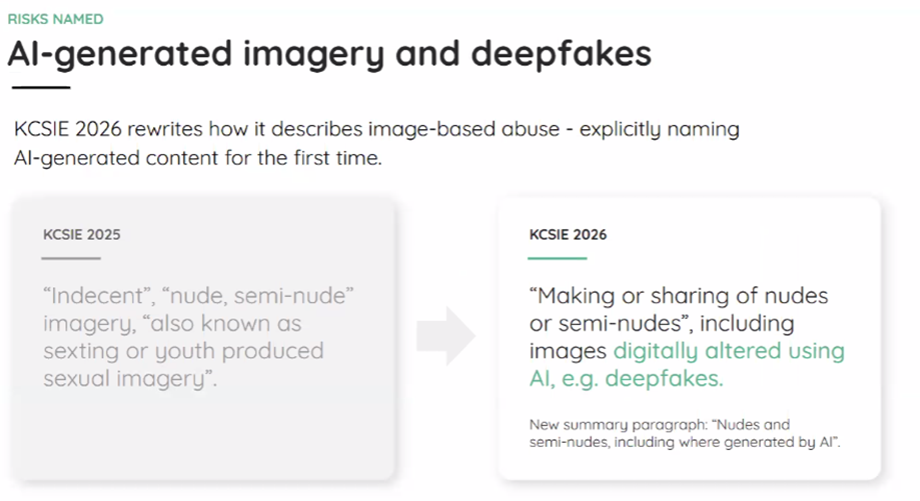 RISKS NAMED
AI-generated imagery and deepfakes
KCSIE 2026 rewrites how it describes image-based abuse - explicitly naming
AI-generated content for the first time.
KCSIE 2025
“Indecent”, “nude, semi-nude”
imagery, “also known as
sexting or youth produced
sexual imagery”.
KCSIE 2026
“Making or sharing of nudes
or semi-nudes”, including
images digitally altered using
AI, e.g. deepfakes.
New summary paragraph: “Nudes and
semi-nudes, including where generated by AI”.